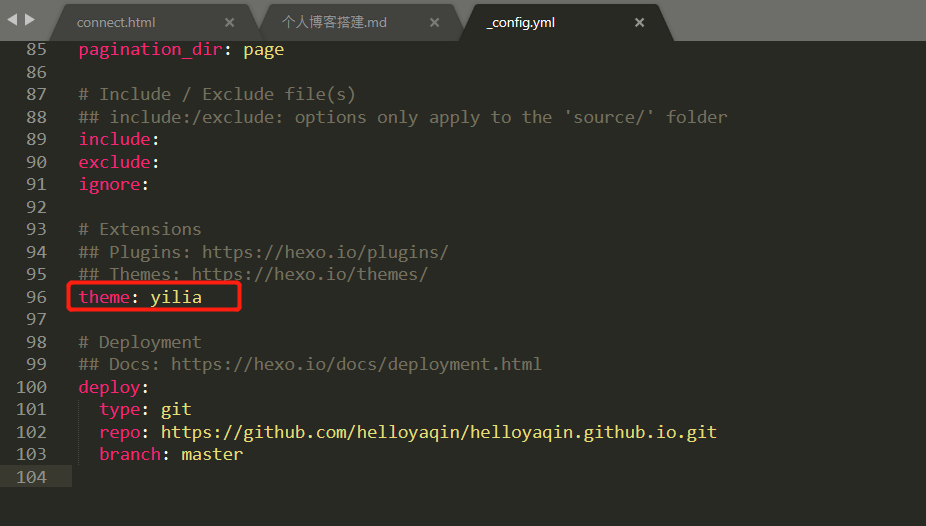 connect.html
个人博客搭建.md
_config.yml
85 pagination_dir: page
86
87 # Include / Exclude file(s)
88 ## include:/exclude: options only apply to the 'source/' folder
89 include:
90 exclude:
91 ignore:
92
93 # Extensions
94 ## Plugins: https://hexo.io/plugins/
95 ## Themes: https://hexo.io/themes/
96 theme: yilia
97
98 # Deployment
99 ## Docs: https://hexo.io/docs/deployment.html
100 deploy:
101   type: git
102   repo: https://github.com/helloyaqin/helloyaqin.github.io.git
103   branch: master
104